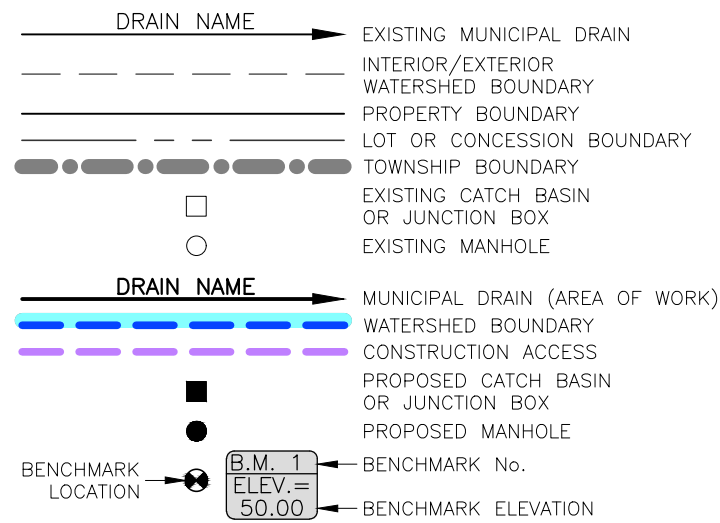 DRAIN NAME
EXISTING MUNICIPAL DRAIN
INTERIOR/EXTERIOR
WATERSHED BOUNDARY
PROPERTY BOUNDARY
LOT OR CONCESSION BOUNDARY
TOWNSHIP BOUNDARY
EXISTING CATCH BASIN
OR JUNCTION BOX
EXISTING MANHOLE
DRAIN NAME
MUNICIPAL DRAIN (AREA OF WORK)
WATERSHED BOUNDARY
CONSTRUCTION ACCESS
PROPOSED CATCH BASIN
OR JUNCTION BOX
PROPOSED MANHOLE
BENCHMARK
LOCATION
B.M. 1
ELEV.=
50.00
BENCHMARK No.
BENCHMARK ELEVATION